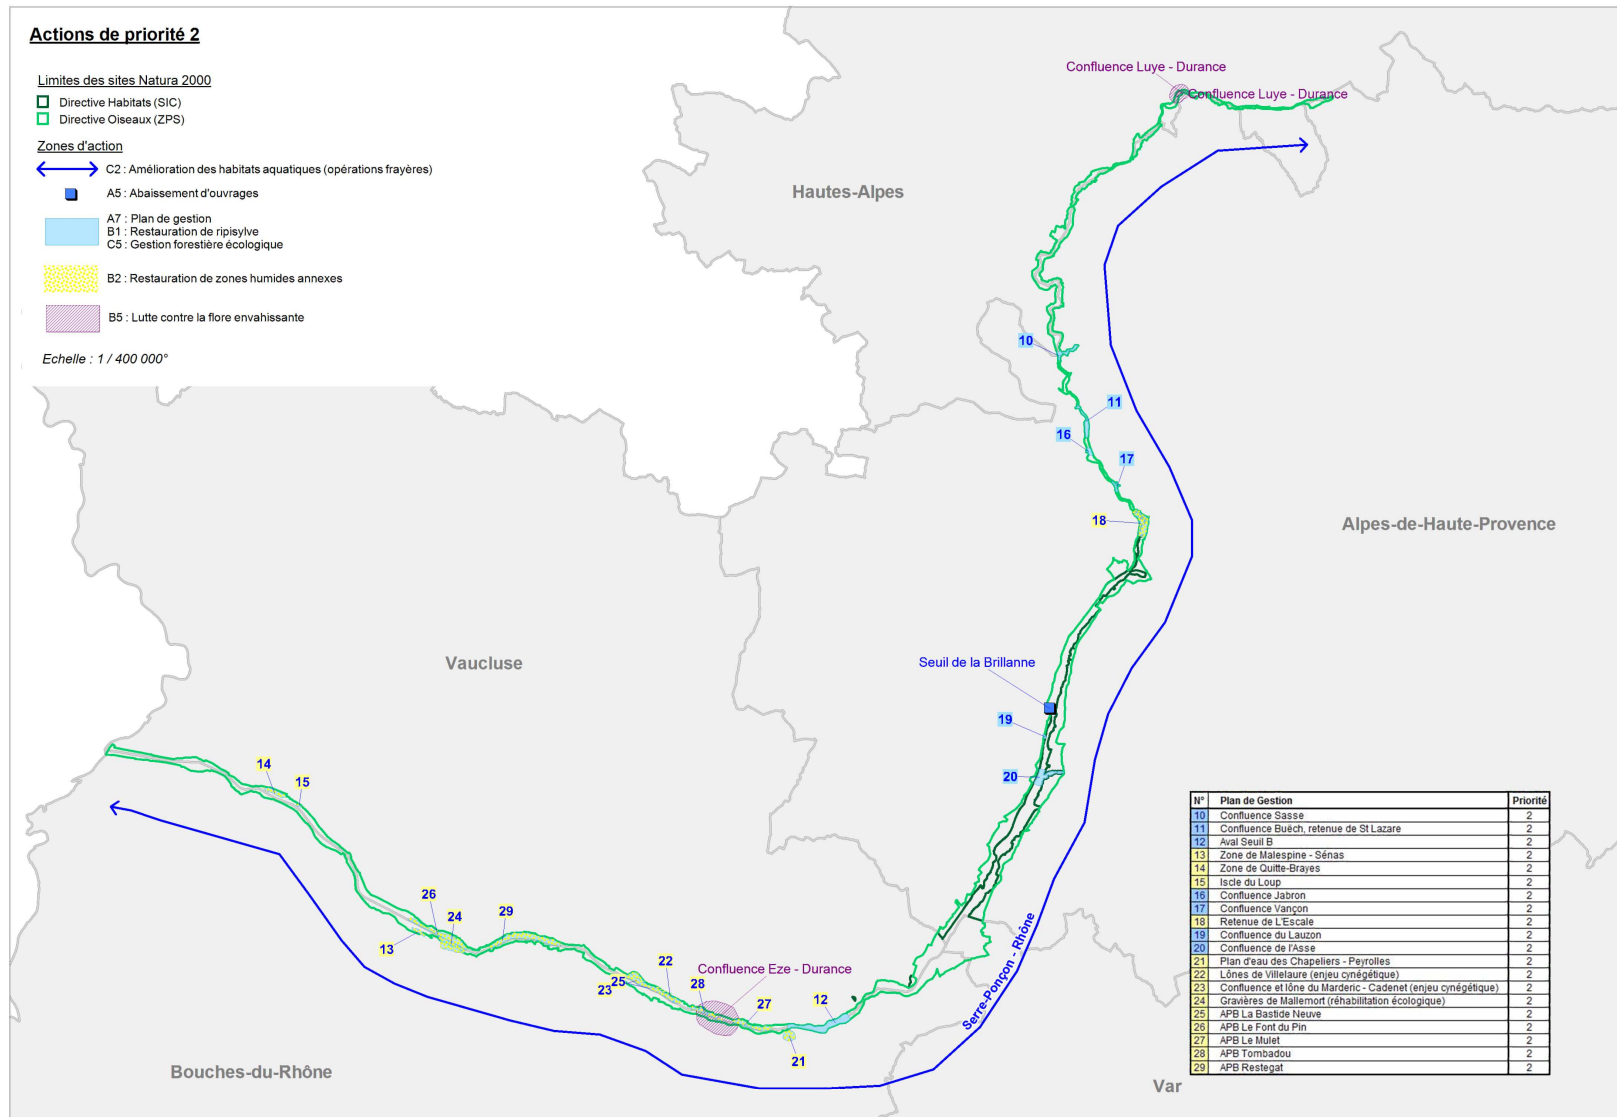 Actions de priorité 2
Limites des sites Natura 2000
Directive Habitats (SIC)
Directive Oiseaux (ZPS)
Zones d'action
C2 : Amélioration des habitats aquatiques (opérations frayères)
A5 : Abaissement d'ouvrages
A7 : Plan de gestion
B1 : Restauration de ripisylve
C5 : Gestion forestière écologique
B2 : Restauration de zones humides annexes
B5 : Lutte contre la flore envahissante
Echelle : 1 / 400 000°
Confluence Luye - Durance
Confluence Luye - Durance
Hautes-Alpes
10
11
16
17
18
Alpes-de-Haute-Provence
Vaucluse
Seuil de la Brillanne
19
20
14
15
26
24
29
13
25
23
22
Confluence Eze - Durance
28
27
12
21
Serre-Ponçon - Rhône
Bouches-du-Rhône
Var
N° Plan de Gestion Priorité
10 Confluence Sasse 2
11 Confluence Buëch, retenue de St Lazare 2
12 Aval Seuil B 2
13 Zone de Malespine - Sénas 2
14 Zone de Quitte-Brayes 2
15 Iscle du Loup 2
16 Confluence Jabron 2
17 Confluence Vançon 2
18 Retenue de L'Escale 2
19 Confluence du Lauzon 2
20 Confluence de l'Asse 2
21 Plan d'eau des Chapeliers - Peyrolles 2
22 Lônes de Villelaure (enjeu cynégétique) 2
23 Confluence et lône du Marderic - Cadenet (enjeu cynégétique) 2
24 Gravières de Mallemort (réhabilitation écologique) 2
25 APB La Bastide Neuve 2
26 APB Le Font du Pin 2
27 APB Le Mulet 2
28 APB Tombadou 2
29 APB Restegat 2